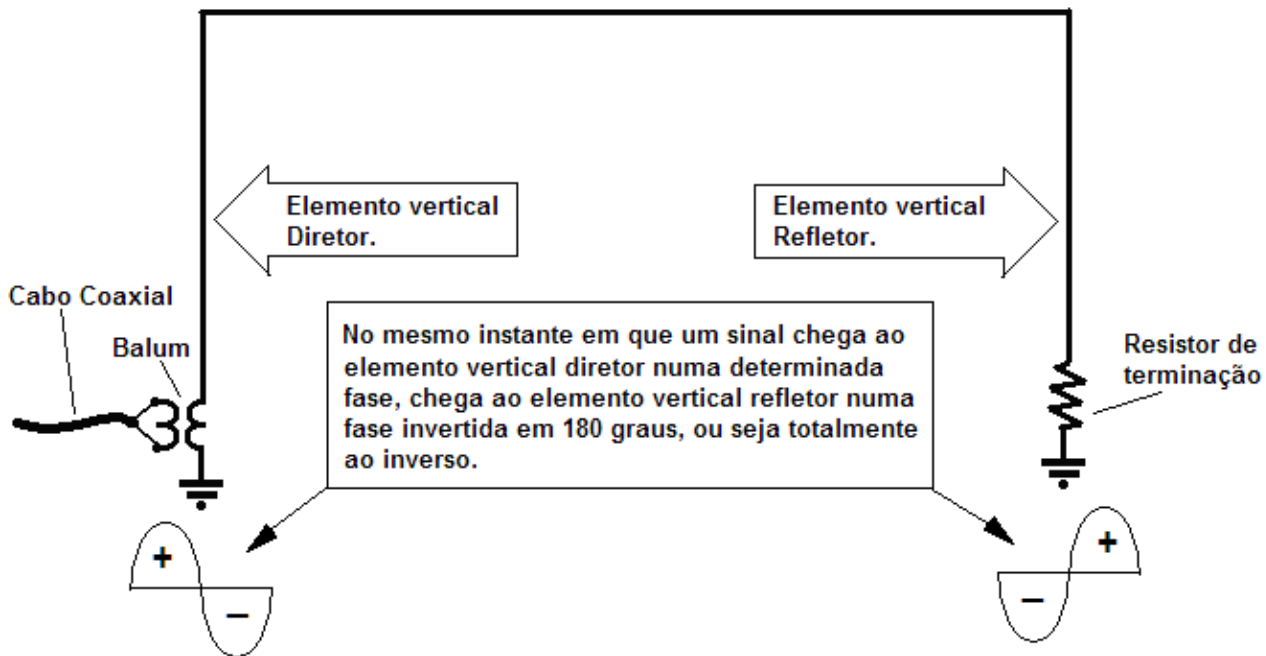 Elemento vertical
Diretor.
Elemento vertical
Refletor.
Cabo Coaxial
Balum
No mesmo instante em que um sinal chega ao
elemento vertical diretor numa determinada
fase, chega ao elemento vertical refletor numa
fase invertida em 180 graus, ou seja totalmente
ao inverso.
Resistor de
terminação
+
−
−
+